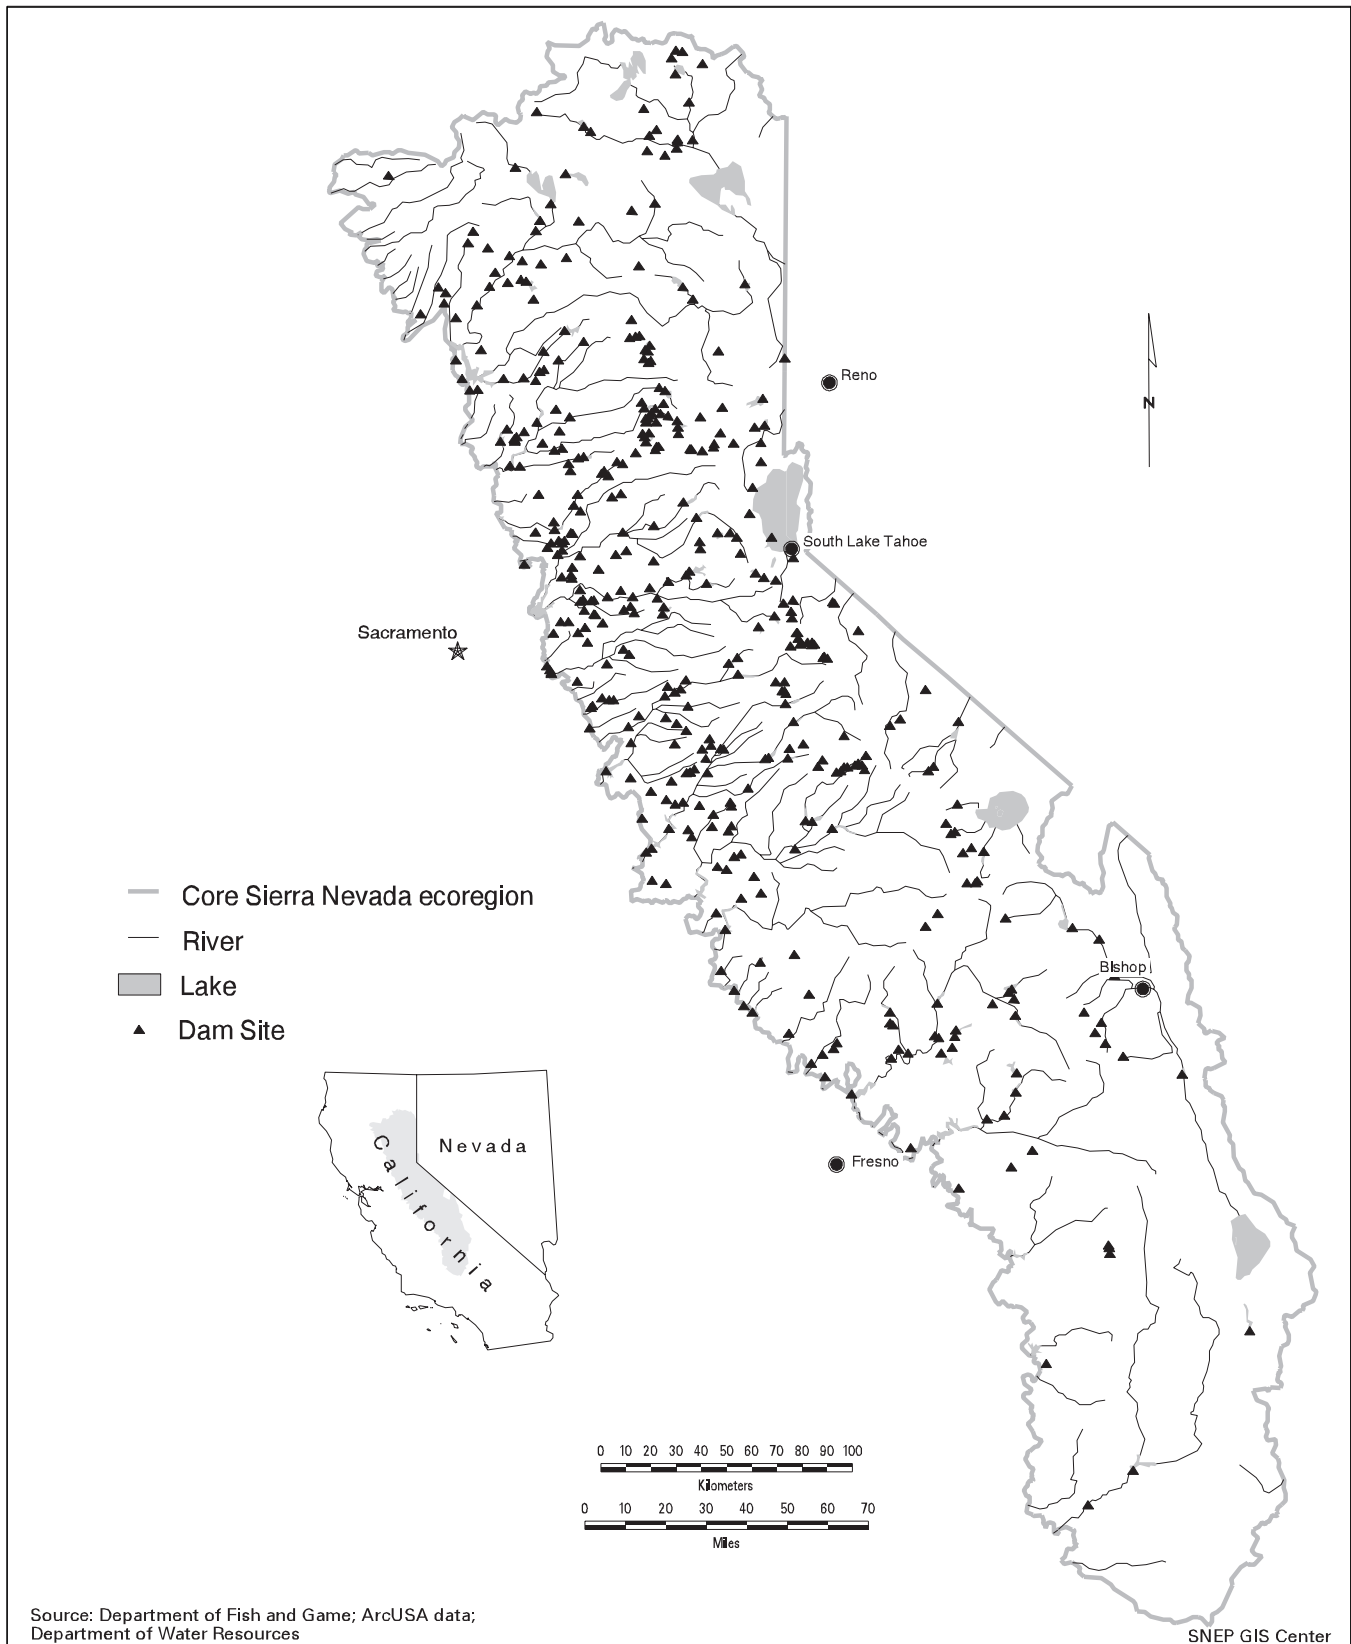 Reno
N
South Lake Tahoe
Sacramento
Core Sierra Nevada ecoregion
River
Lake
Dam Site
Bishop
Nevada
California
Fresno
0 10 20 30 40 50 60 70 80 90 100
Kilometers
0 10 20 30 40 50 60 70
Miles
Source: Department of Fish and Game; ArcUSA data;
Department of Water Resources
SNEP GIS Center